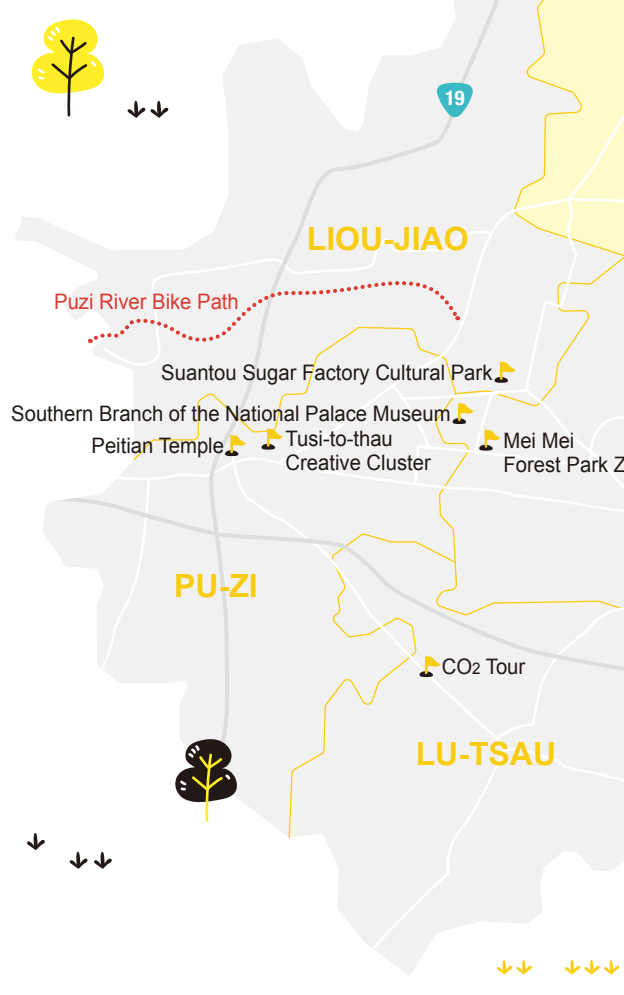 19
LIOU-JIAO
Puzi River Bike Path
Suantou Sugar Factory Cultural Park
Southern Branch of the National Palace Museum
Peitian Temple
Tusi-to-thau
Creative Cluster
Mei Mei
Forest Park Z
PU-ZI
CO2 Tour
LU-TSAU